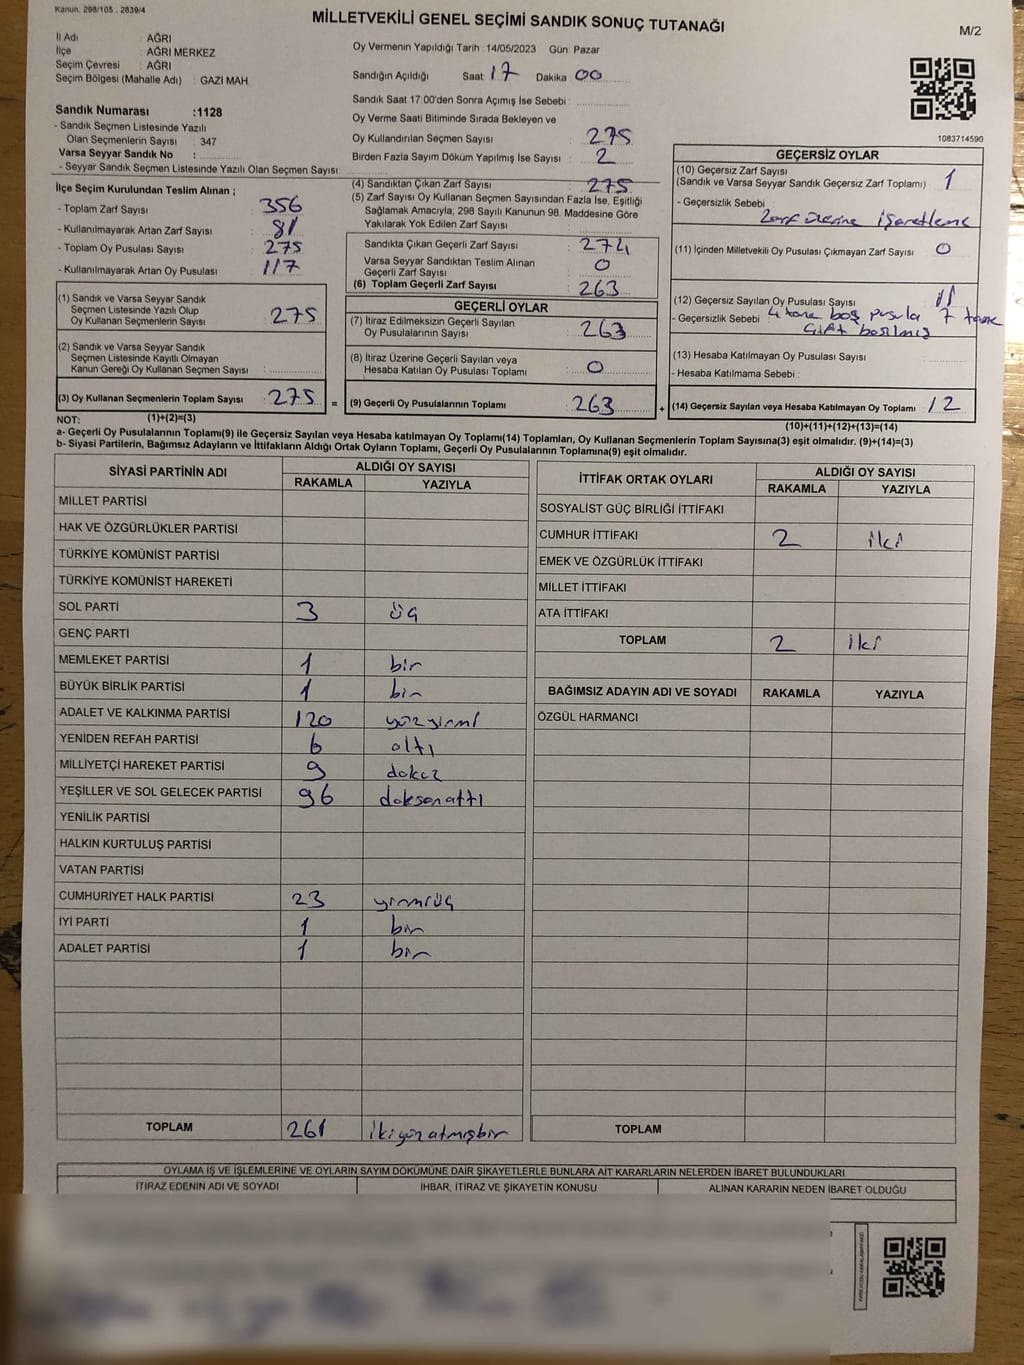 Kanun. 298/105 . 2839/4
MİLLETVEKİLİ GENEL SEÇİMİ SANDIK SONUÇ TUTANAĞI
M/2
İl Adı : AĞRI
İlçe : AĞRI MERKEZ
Seçim Çevresi : AĞRI
Seçim Bölgesi (Mahalle Adı) : GAZİ MAH.
Sandık Numarası :1128
- Sandık Seçmen Listesinde Yazılı
Olan Seçmenlerin Sayısı : 347
Varsa Seyyar Sandık No :
- Seyyar Sandık Seçmen Listesinde Yazılı Olan Seçmen Sayısı:
Oy Vermenin Yapıldığı Tarih : 14/05/2023 Gün: Pazar
Sandığın Açıldığı Saat: 17 Dakika : 00
Sandık Saat 17:00'den Sonra Açımış İse Sebebi :
Oy Verme Saati Bitiminde Sırada Bekleyen ve
Oy Kullandırılan Seçmen Sayısı : 275
Birden Fazla Sayım Döküm Yapılmış İse Sayısı : 2
1083714590
İlçe Seçim Kurulundan Teslim Alınan ;
- Toplam Zarf Sayısı : 356
- Kullanılmayarak Artan Zarf Sayısı : 81
- Toplam Oy Pusulası Sayısı : 275
- Kullanılmayarak Artan Oy Pusulası : 117
(1) Sandık ve Varsa Seyyar Sandık
Seçmen Listesinde Yazılı Olup
Oy Kullanan Seçmenlerin Sayısı : 275
(2) Sandık ve Varsa Seyyar Sandık
Seçmen Listesinde Kayıtlı Olmayan
Kanun Gereği Oy Kullanan Seçmen Sayısı :
(3) Oy Kullanan Seçmenlerin Toplam Sayısı : 275
=
(4) Sandıktan Çıkan Zarf Sayısı : 275
(5) Zarf Sayısı Oy Kullanan Seçmen Sayısından Fazla İse, Eşitliği
Sağlamak Amacıyla, 298 Sayılı Kanunun 98. Maddesine Göre
Yakılarak Yok Edilen Zarf Sayısı :
Sandıkta Çıkan Geçerli Zarf Sayısı : 274
Varsa Seyyar Sandıktan Teslim Alınan
Geçerli Zarf Sayısı : 0
(6) Toplam Geçerli Zarf Sayısı : 263
GEÇERLİ OYLAR
(7) İtiraz Edilmeksizin Geçerli Sayılan
Oy Pusulalarının Sayısı : 263
(8) İtiraz Üzerine Geçerli Sayılan veya
Hesaba Katılan Oy Pusulası Toplamı : 0
(9) Geçerli Oy Pusulalarının Toplamı : 263
+
GEÇERSİZ OYLAR
(10) Geçersiz Zarf Sayısı
(Sandık ve Varsa Seyyar Sandık Geçersiz Zarf Toplamı) : 1
- Geçersizlik Sebebi :
Zarf üzerine işaretleme
(11) İçinden Milletvekili Oy Pusulası Çıkmayan Zarf Sayısı : 0
(12) Geçersiz Sayılan Oy Pusulası Sayısı : 11
- Geçersizlik Sebebi : 4 tane boş pusula 7 tane
çift basılmış
(13) Hesaba Katılmayan Oy Pusulası Sayısı :
- Hesaba Katılmama Sebebi :
(14) Geçersiz Sayılan veya Hesaba Katılmayan Oy Toplamı : 12
NOT: (1)+(2)=(3)
(10)+(11)+(12)+(13)=(14)
a- Geçerli Oy Pusulalarının Toplamı(9) ile Geçersiz Sayılan veya Hesaba katılmayan Oy Toplamı(14) Toplamları, Oy Kullanan Seçmenlerin Toplam Sayısına(3) eşit olmalıdır. (9)+(14)=(3)
b- Siyasi Partilerin, Bağımsız Adayların ve İttifakların Aldığı Ortak Oyların Toplamı, Geçerli Oy Pusulalarının Toplamına(9) eşit olmalıdır.
SİYASİ PARTİNİN ADI ALDIĞI OY SAYISI
RAKAMLA YAZIYLA
MİLLET PARTİSİ
HAK VE ÖZGÜRLÜKLER PARTİSİ
TÜRKİYE KOMÜNİST PARTİSİ
TÜRKİYE KOMÜNİST HAREKETİ
SOL PARTİ 3 üç
GENÇ PARTİ
MEMLEKET PARTİSİ 1 bir
BÜYÜK BİRLİK PARTİSİ 1 bir
ADALET VE KALKINMA PARTİSİ 120 yüzyirmi
YENİDEN REFAH PARTİSİ 6 altı
MİLLİYETÇİ HAREKET PARTİSİ 9 dokuz
YEŞİLLER VE SOL GELECEK PARTİSİ 96 doksanaltı
YENİLİK PARTİSİ
HALKIN KURTULUŞ PARTİSİ
VATAN PARTİSİ
CUMHURİYET HALK PARTİSİ 23 yirmiüç
İYİ PARTİ 1 bir
ADALET PARTİSİ 1 bir
TOPLAM 261 ikiyüzatmışbir
İTTİFAK ORTAK OYLARI ALDIĞI OY SAYISI
RAKAMLA YAZIYLA
SOSYALİST GÜÇ BİRLİĞİ İTTİFAKI
CUMHUR İTTİFAKI 2 iki
EMEK VE ÖZGÜRLÜK İTTİFAKI
MİLLET İTTİFAKI
ATA İTTİFAKI
TOPLAM 2 iki
BAĞIMSIZ ADAYIN ADI VE SOYADI RAKAMLA YAZIYLA
ÖZGÜL HARMANCI
TOPLAM
OYLAMA İŞ VE İŞLEMLERİNE VE OYLARIN SAYIM DÖKÜMÜNE DAİR ŞİKAYETLERLE BUNLARA AİT KARARLARIN NELERDEN İBARET BULUNDUKLARI
İTİRAZ EDENİN ADI VE SOYADI İHBAR, İTİRAZ VE ŞİKAYETİN KONUSU ALINAN KARARIN NEDEN İBARET OLDUĞU